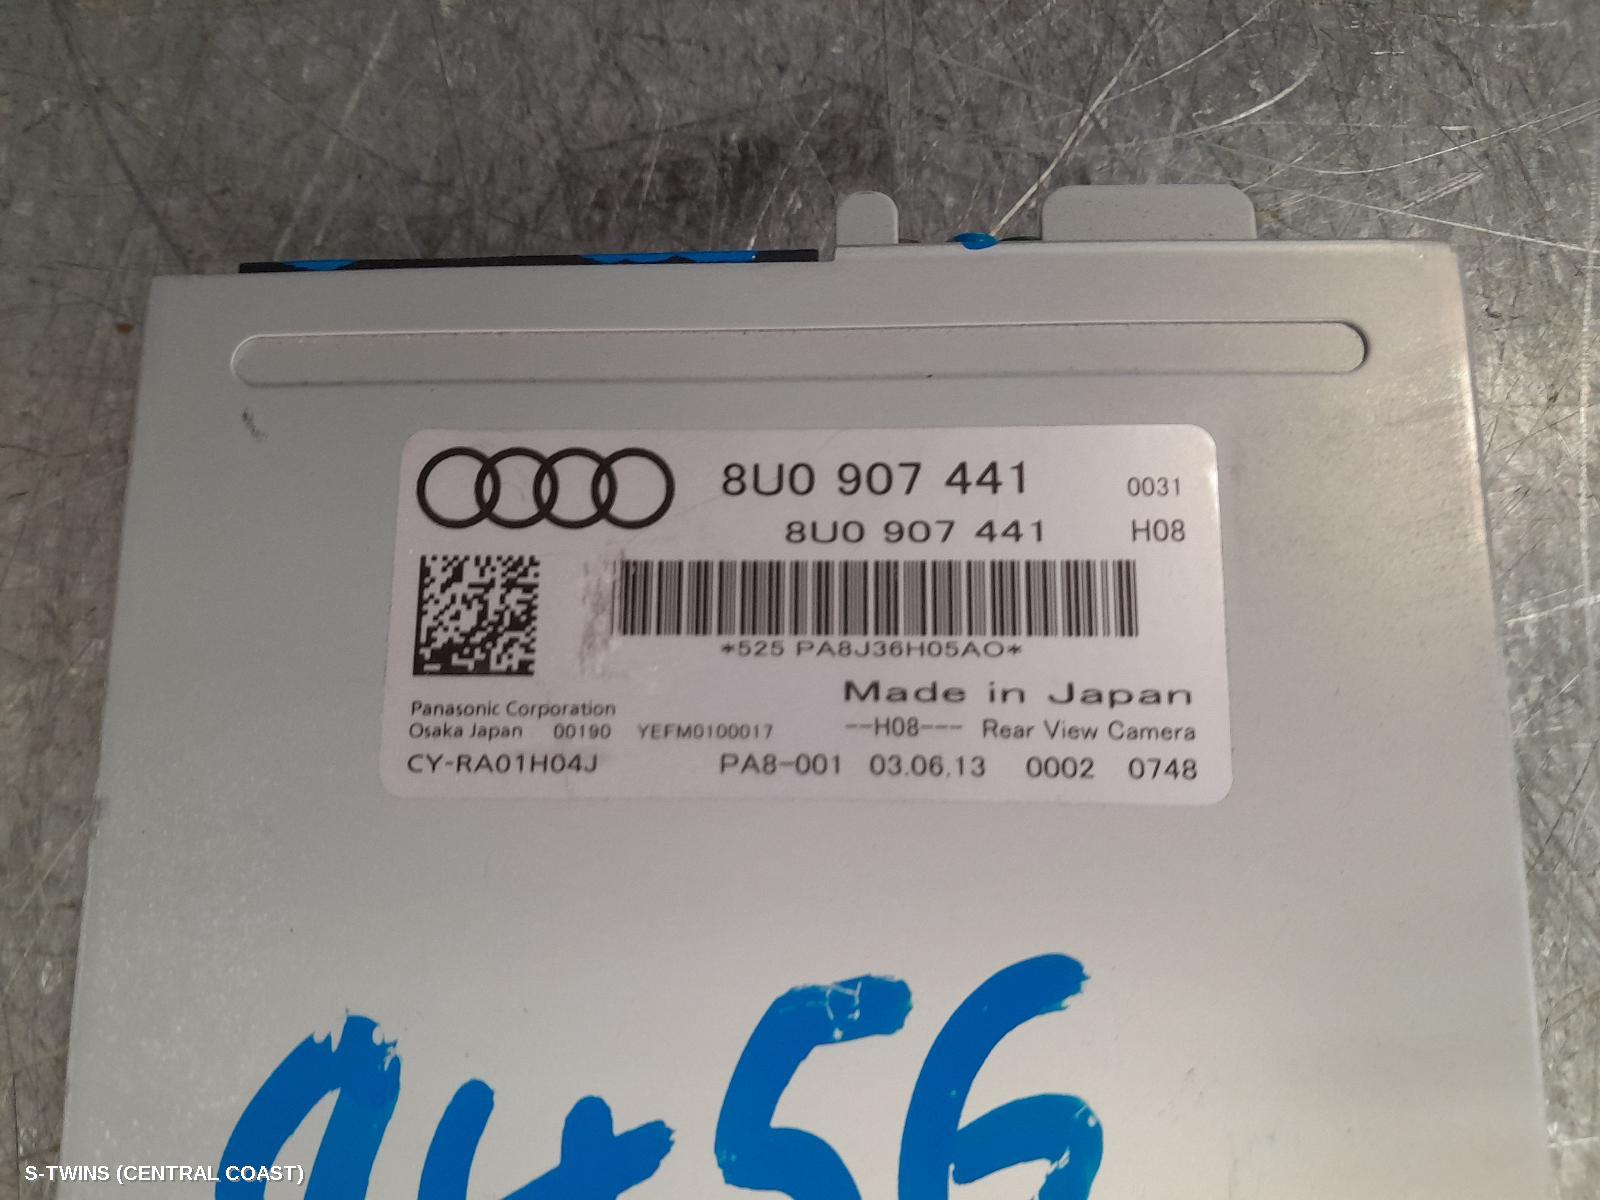 8U0 907 441 0031
8U0 907 441 H08
*525 PA8J36H05AO*
Made in Japan
Panasonic Corporation
Osaka Japan 00190 YEFM0100017 --H08--- Rear View Camera
CY-RA01H04J PA8-001 03.06.13 0002 0748
S-TWINS (CENTRAL COAST)